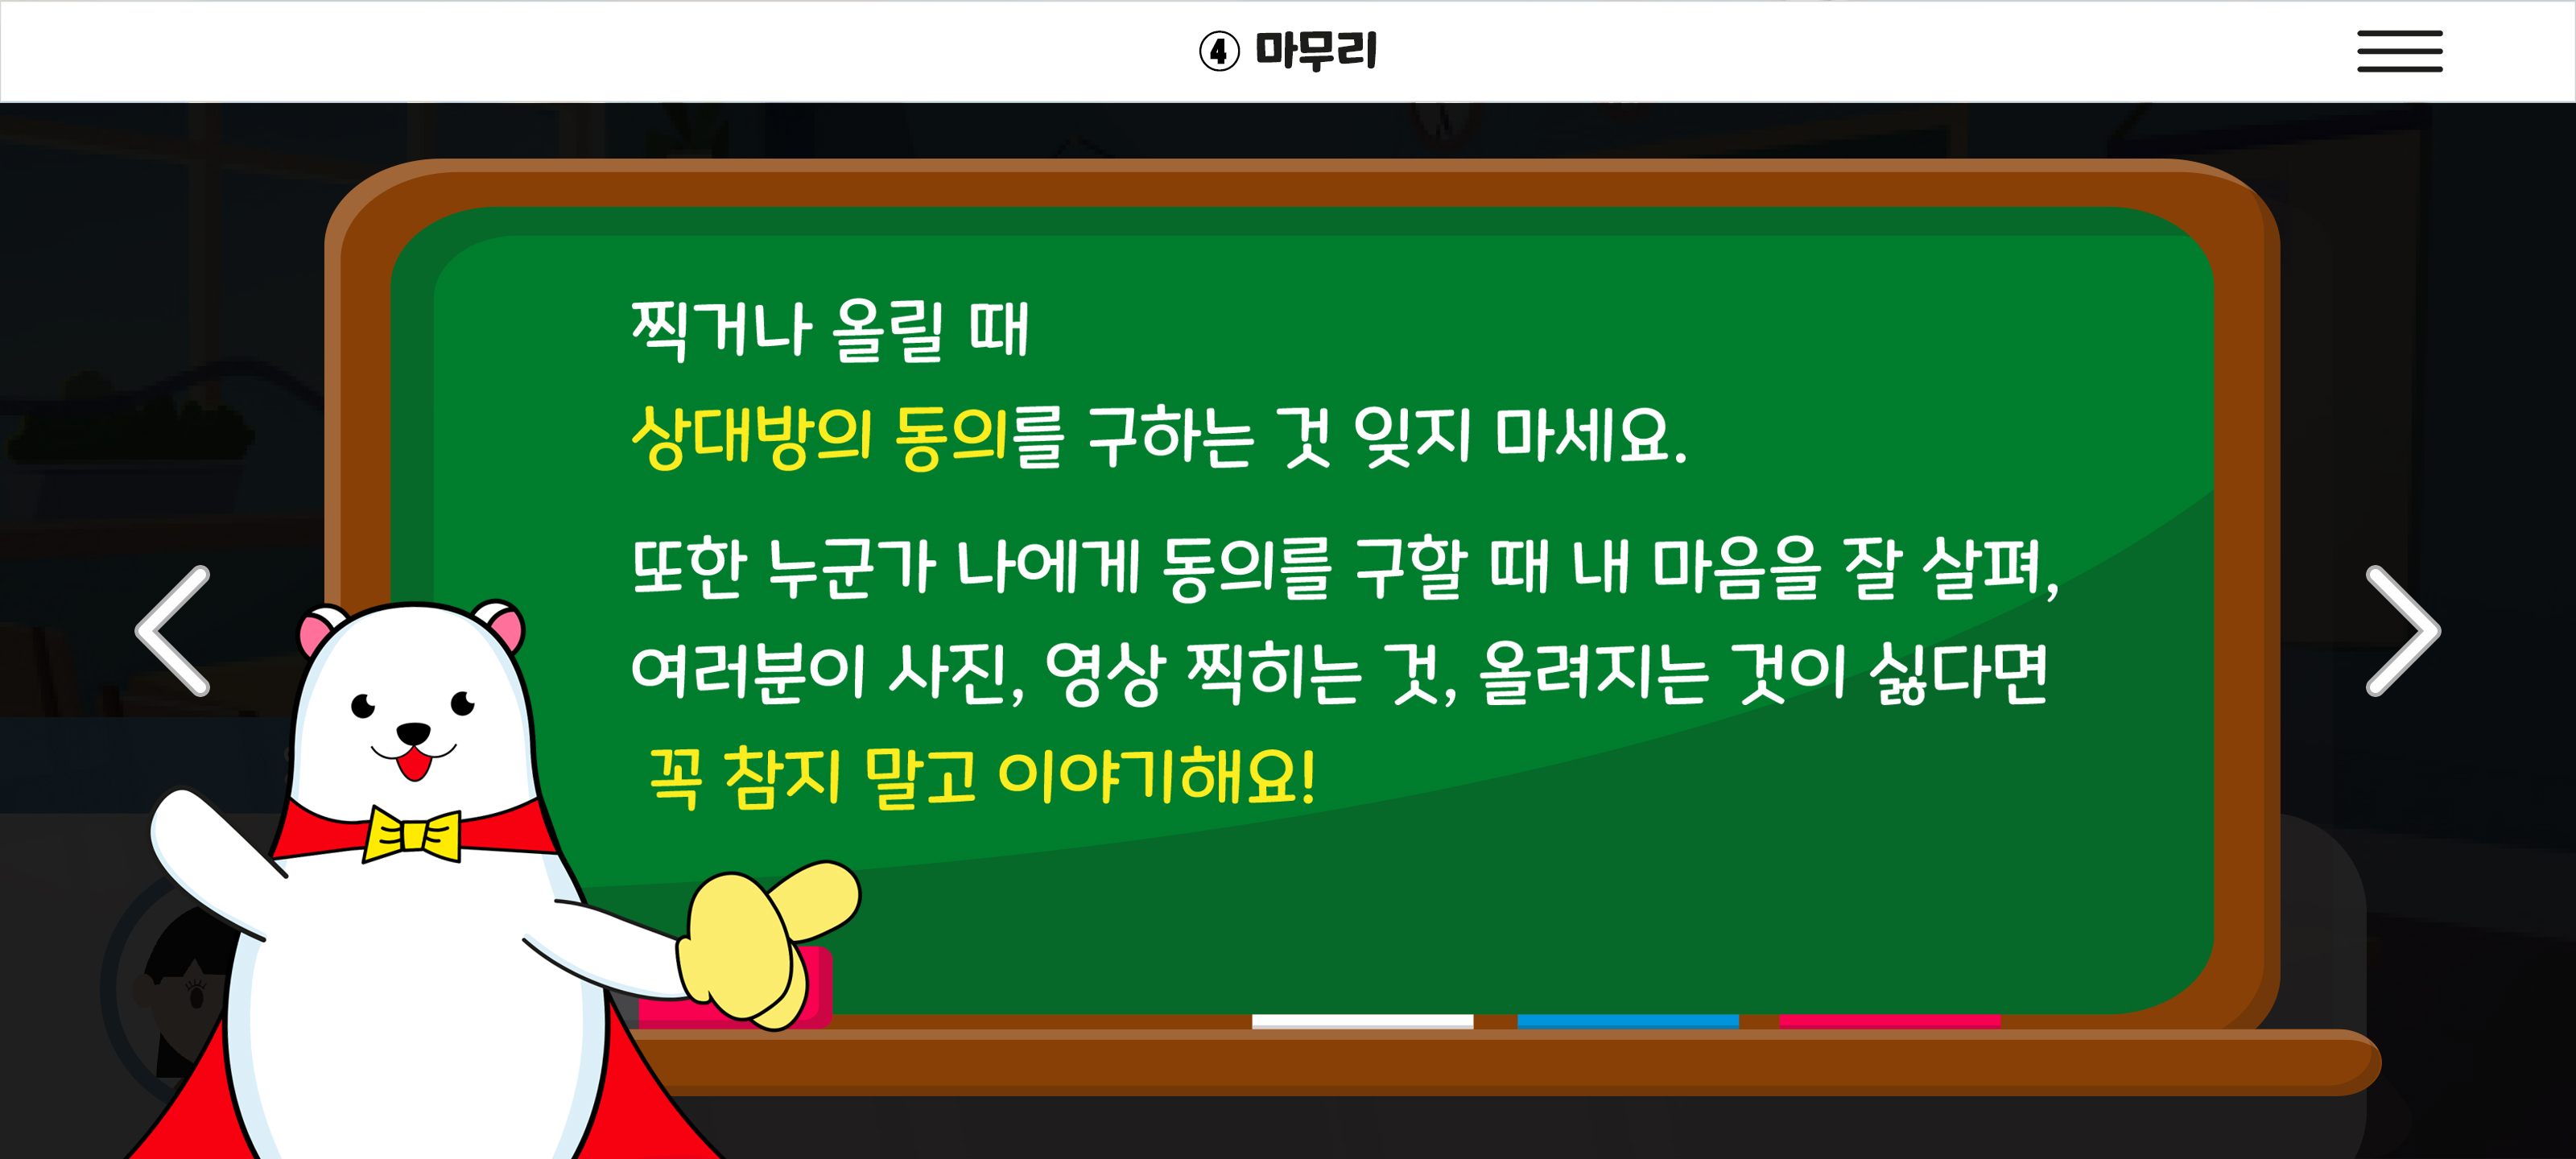 ④ 마무리
찍거나 올릴 때
상대방의 동의를 구하는 것 잊지 마세요.
또한 누군가 나에게 동의를 구할 때 내 마음을 잘 살펴,
여러분이 사진, 영상 찍히는 것, 올려지는 것이 싫다면
꼭 참지 말고 이야기해요!